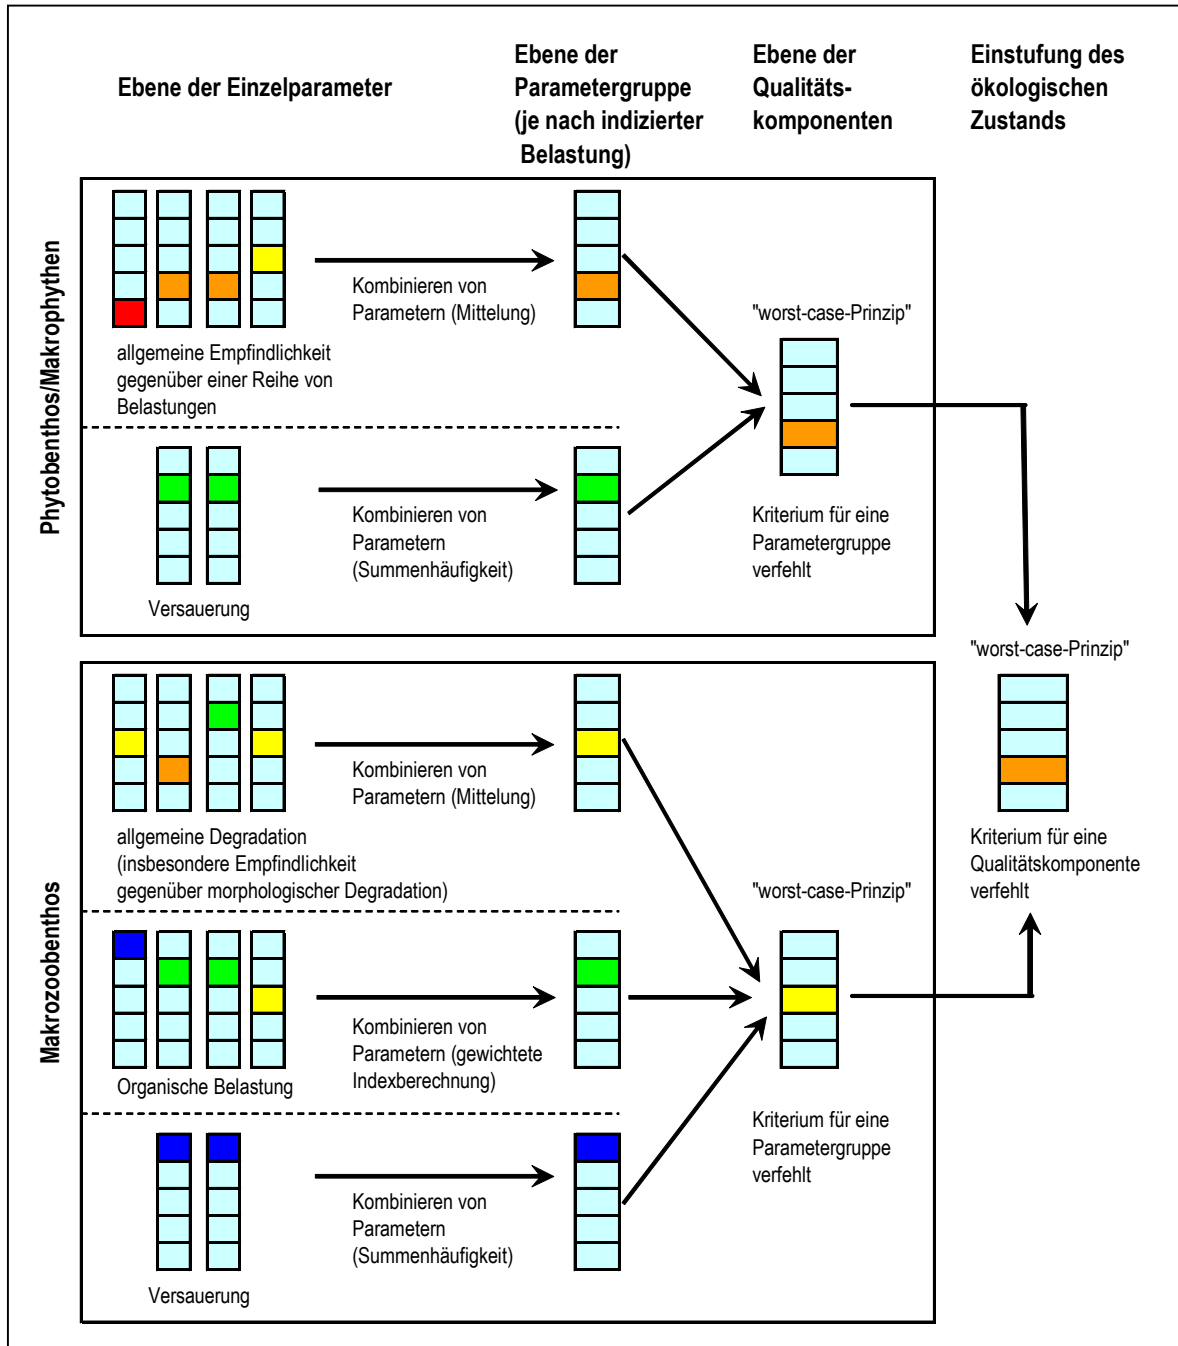 Ebene der Einzelparameter
Ebene der
Parametergruppe
(je nach indizierter
Belastung)
Ebene der
Qualitäts-
komponenten
Einstufung des
ökologischen
Zustands
Phytobenthos/Makrophythen
allgemeine Empfindlichkeit
gegenüber einer Reihe von
Belastungen
Kombinieren von
Parametern (Mittelung)
"worst-case-Prinzip"
Versauerung
Kombinieren von
Parametern
(Summenhäufigkeit)
Kriterium für eine
Parametergruppe
verfehlt
"worst-case-Prinzip"
Kriterium für eine
Qualitätskomponente
verfehlt
Makrozoobenthos
allgemeine Degradation
(insbesondere Empfindlichkeit
gegenüber morphologischer Degradation)
Kombinieren von
Parametern (Mittelung)
"worst-case-Prinzip"
Organische Belastung
Kombinieren von
Parametern (gewichtete
Indexberechnung)
Kriterium für eine
Parametergruppe
verfehlt
Versauerung
Kombinieren von
Parametern
(Summenhäufigkeit)